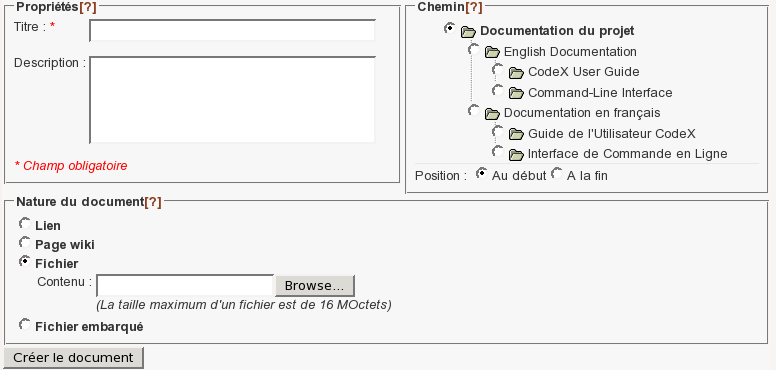 Propriétés[?]
Titre : *
Description :
* Champ obligatoire
Chemin[?]
Documentation du projet
English Documentation
CodeX User Guide
Command-Line Interface
Documentation en français
Guide de l'Utilisateur CodeX
Interface de Commande en Ligne
Position : Au début A la fin
Nature du document[?]
Lien
Page wiki
Fichier
Contenu : Browse...
(La taille maximum d'un fichier est de 16 MOctets)
Fichier embarqué
Créer le document